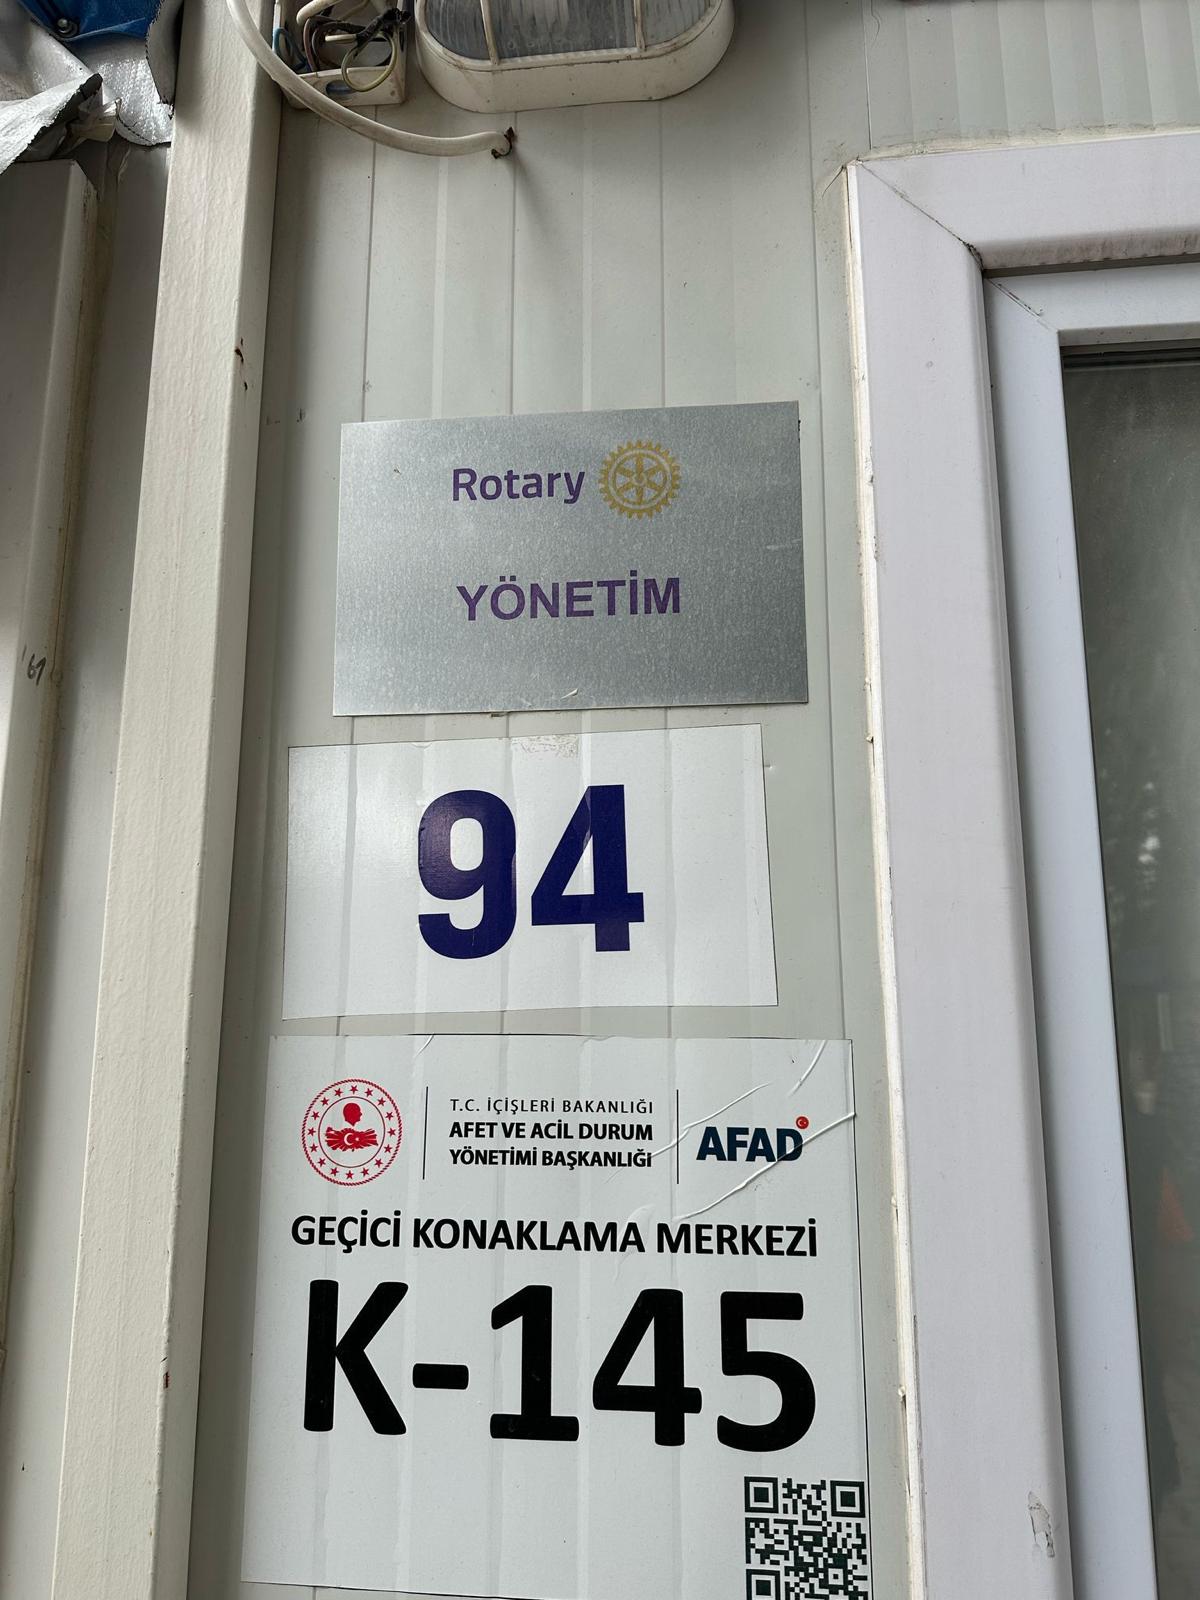 Rotary
YÖNETİM
94
T.C. İÇİŞLERİ BAKANLIĞI
AFET VE ACİL DURUM
YÖNETİMİ BAŞKANLIĞI
AFAD
GEÇİCİ KONAKLAMA MERKEZİ
K-145